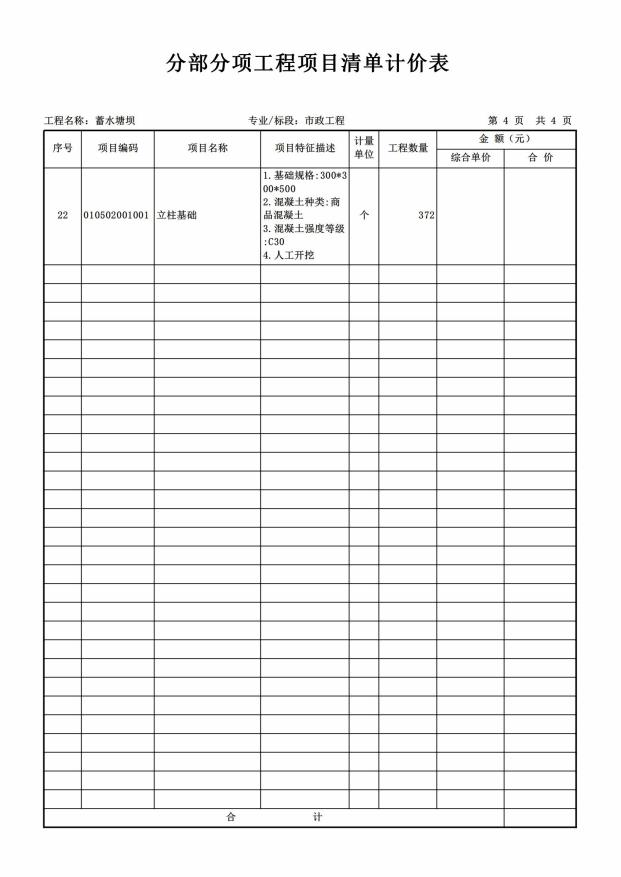 分部分项工程项目清单计价表
工程名称：蓄水塘坝 专业/标段：市政工程 第 4 页 共 4 页
序号 项目编码 项目名称 项目特征描述 计量单位 工程数量 金 额（元）
综合单价 合 价
22 010502001001 立柱基础
1.基础规格:300*3
00*500
2.混凝土种类:商
品混凝土
3.混凝土强度等级
:C30
4.人工开挖
个 372
合 计